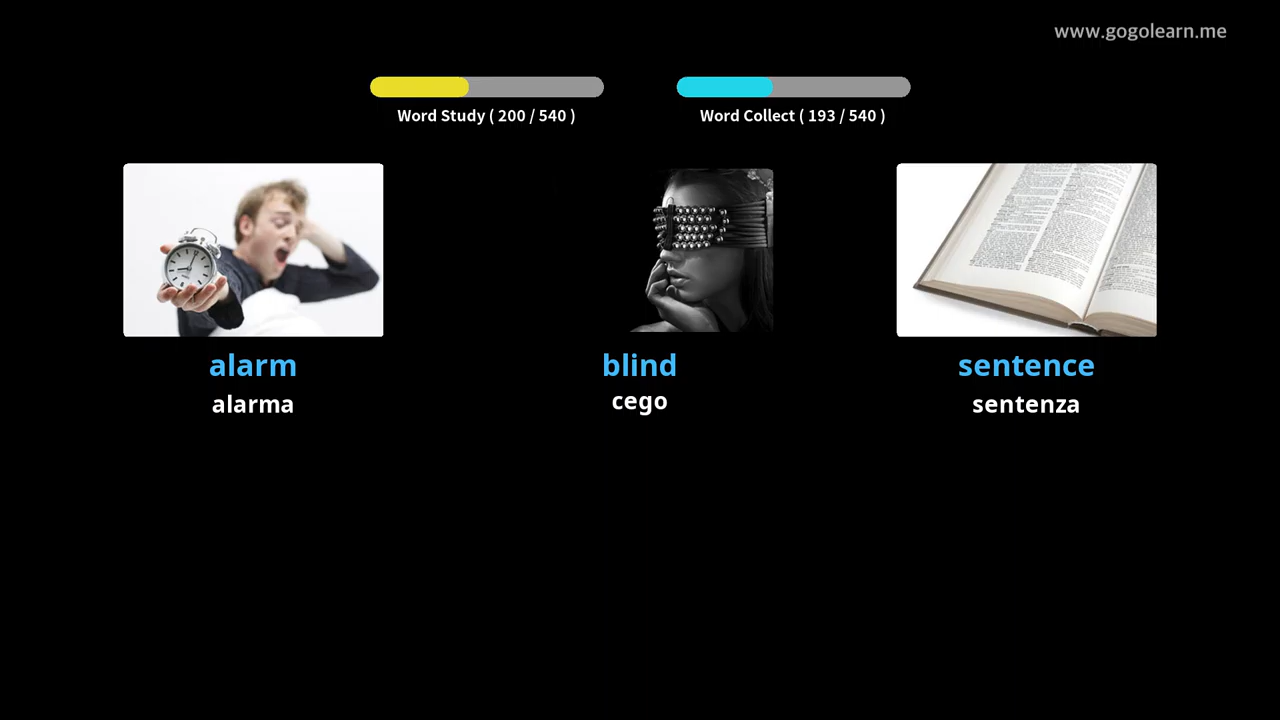 www.gogolearn.me
Word Study ( 200 / 540 )
Word Collect ( 193 / 540 )
alarm
blind
sentence
alarma
cego
sentenza